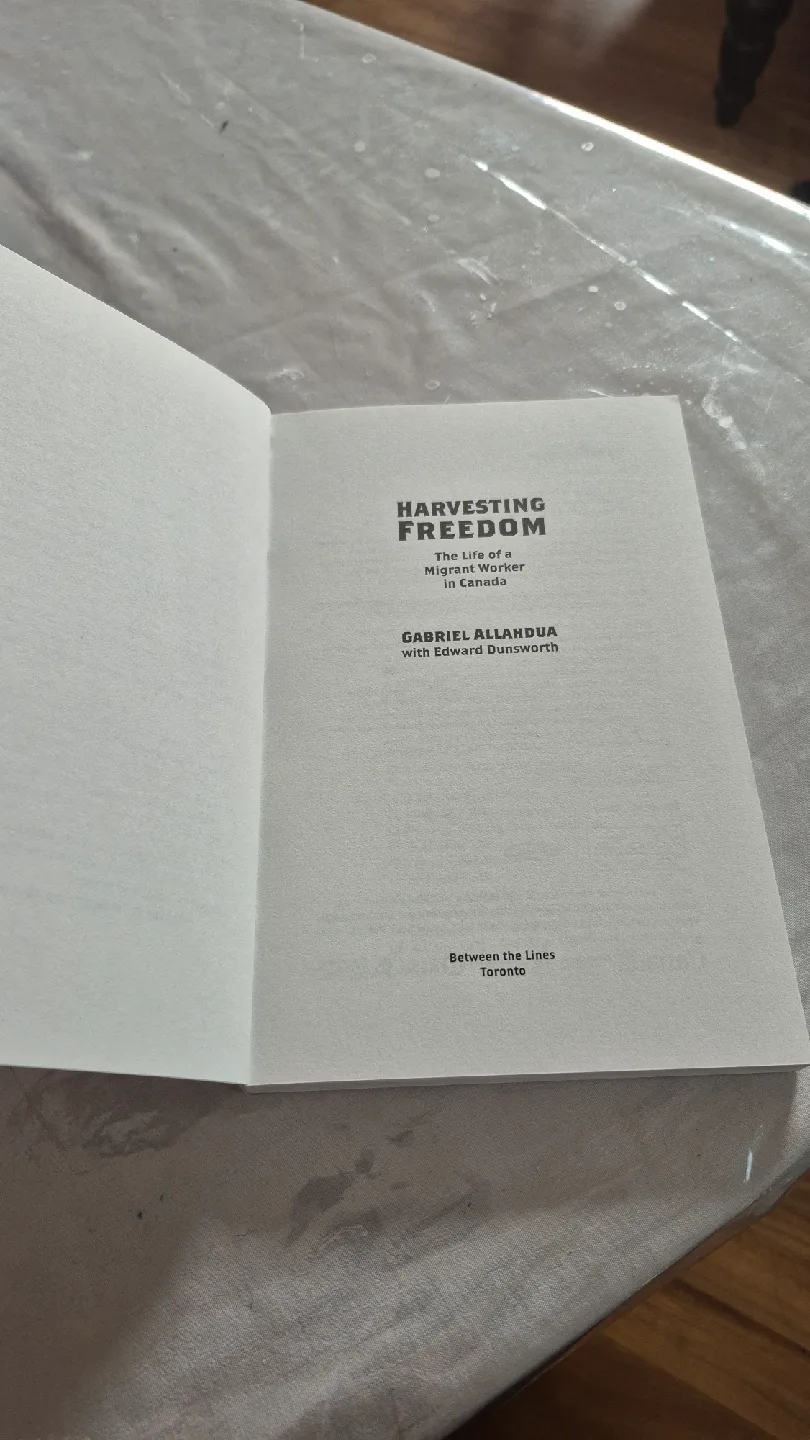 HARVESTING
FREEDOM
The Life of a
Migrant Worker
in Canada
GABRIEL ALLAHDUA
with Edward Dunsworth
Between the Lines
Toronto